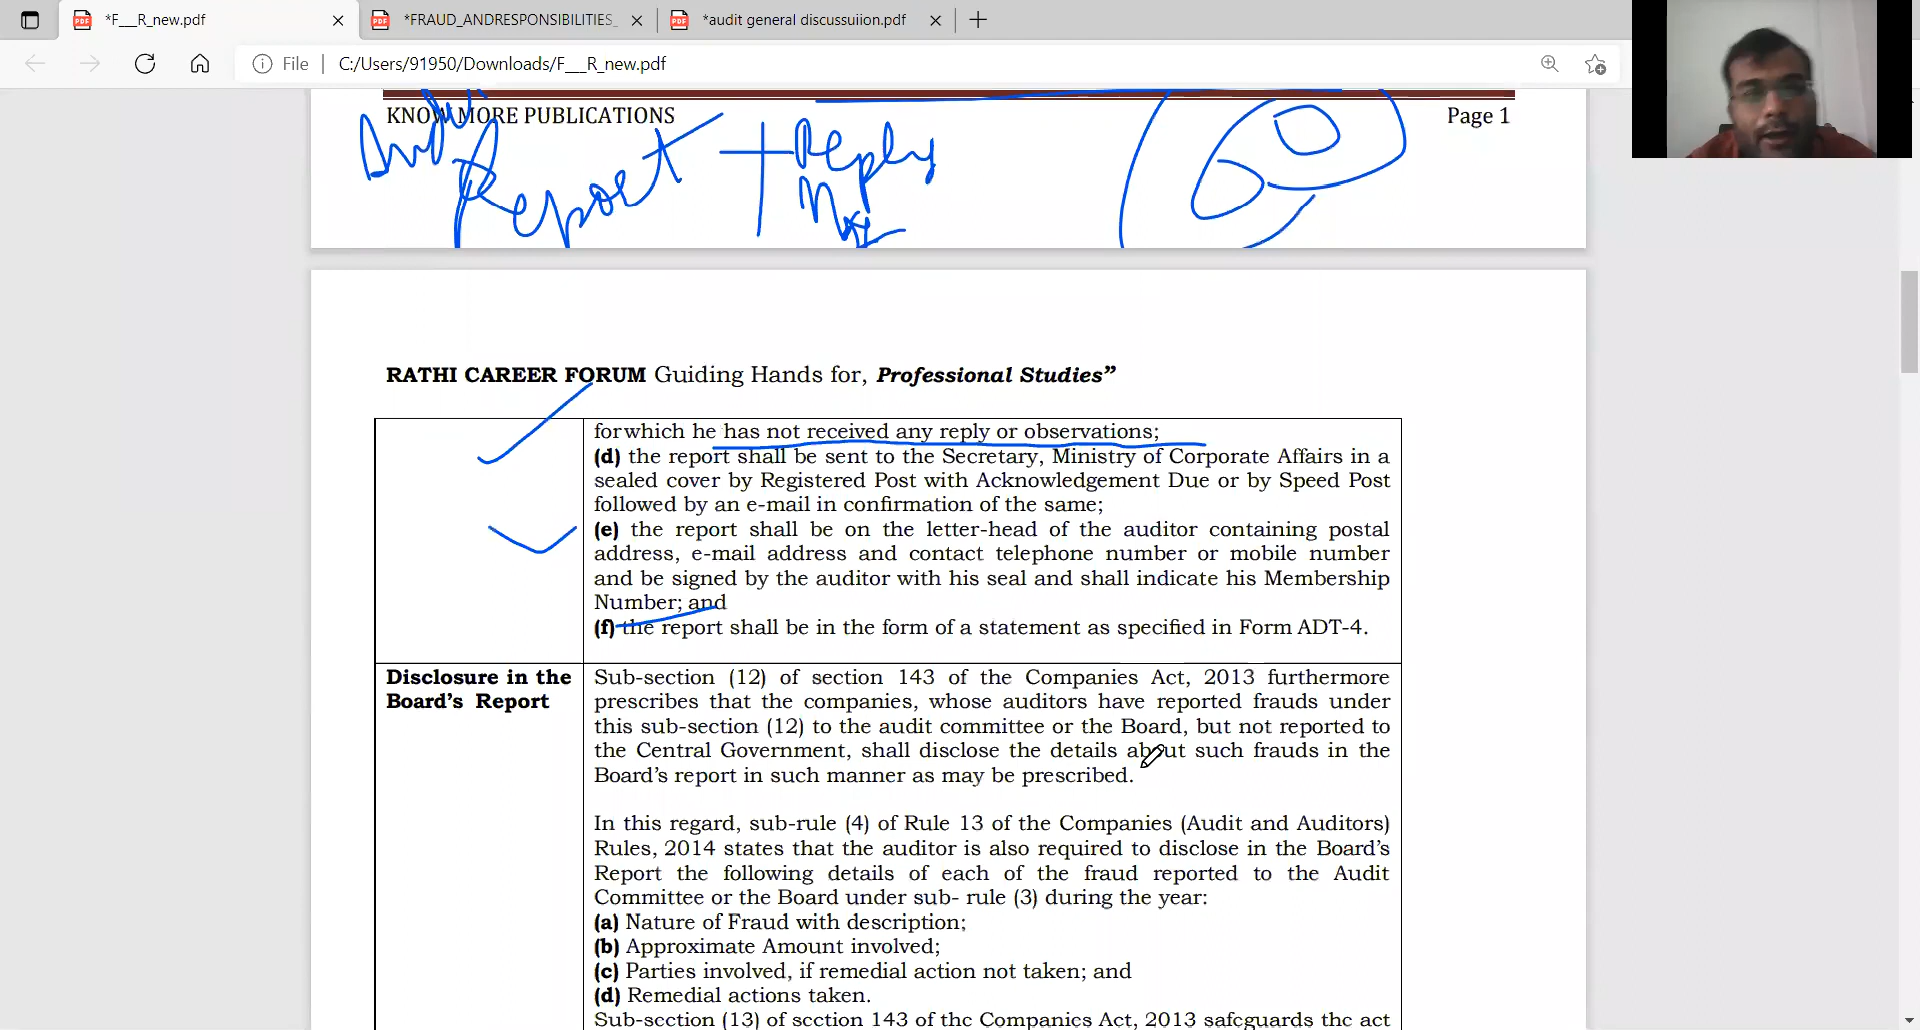 *F__R_new.pdf
*FRAUD_ANDRESPONSIBILITIES_
*audit general discussuiion.pdf
File | C:/Users/91950/Downloads/F___R_new.pdf
KNOW MORE PUBLICATIONS Page 1
Audit
Report + Reply
RATHI CAREER FORUM Guiding Hands for, Professional Studies”
forwhich he has not received any reply or observations;
(d) the report shall be sent to the Secretary, Ministry of Corporate Affairs in a
sealed cover by Registered Post with Acknowledgement Due or by Speed Post
followed by an e-mail in confirmation of the same;
(e) the report shall be on the letter-head of the auditor containing postal
address, e-mail address and contact telephone number or mobile number
and be signed by the auditor with his seal and shall indicate his Membership
Number; and
(f) the report shall be in the form of a statement as specified in Form ADT-4.
Disclosure in the
Board’s Report
Sub-section (12) of section 143 of the Companies Act, 2013 furthermore
prescribes that the companies, whose auditors have reported frauds under
this sub-section (12) to the audit committee or the Board, but not reported to
the Central Government, shall disclose the details about such frauds in the
Board’s report in such manner as may be prescribed.
In this regard, sub-rule (4) of Rule 13 of the Companies (Audit and Auditors)
Rules, 2014 states that the auditor is also required to disclose in the Board’s
Report the following details of each of the fraud reported to the Audit
Committee or the Board under sub- rule (3) during the year:
(a) Nature of Fraud with description;
(b) Approximate Amount involved;
(c) Parties involved, if remedial action not taken; and
(d) Remedial actions taken.
Sub-section (13) of section 143 of the Companies Act, 2013 safeguards the act